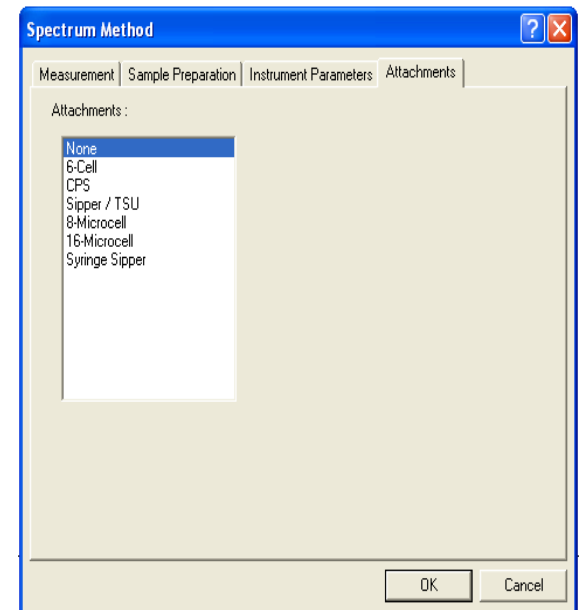 Spectrum Method
Measurement Sample Preparation Instrument Parameters Attachments
Attachments :
None
6-Cell
CPS
Sipper / TSU
8-Microcell
16-Microcell
Syringe Sipper
OK Cancel